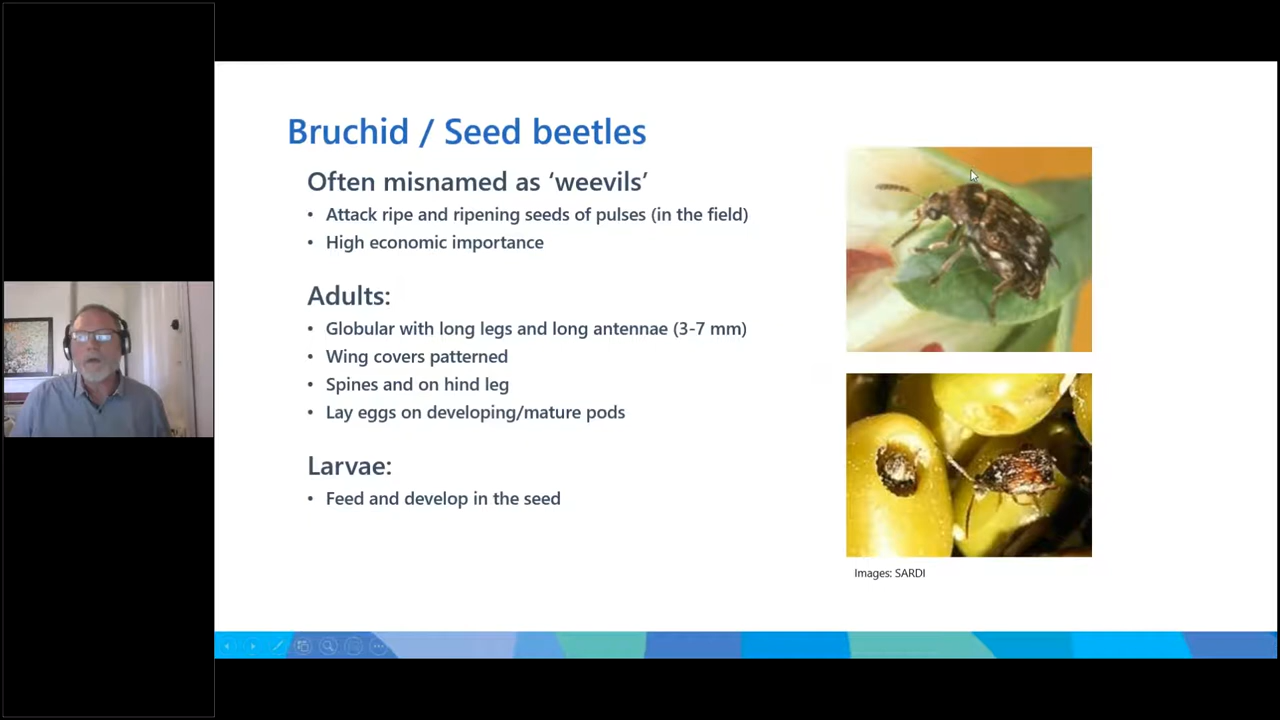 Bruchid / Seed beetles
Often misnamed as ‘weevils’
• Attack ripe and ripening seeds of pulses (in the field)
• High economic importance
Adults:
• Globular with long legs and long antennae (3-7 mm)
• Wing covers patterned
• Spines and on hind leg
• Lay eggs on developing/mature pods
Larvae:
• Feed and develop in the seed
Images: SARDI